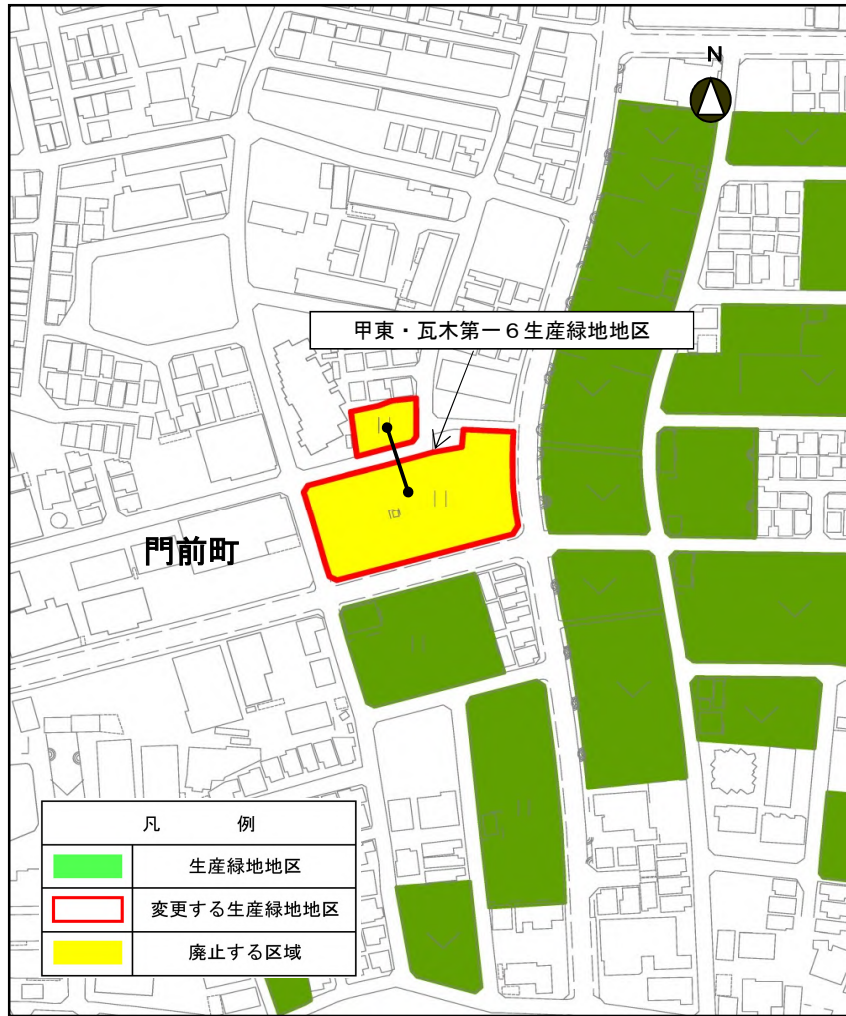 N
甲東・瓦木第一6生産緑地地区
門前町
凡 例
生産緑地地区
変更する生産緑地地区
廃止する区域